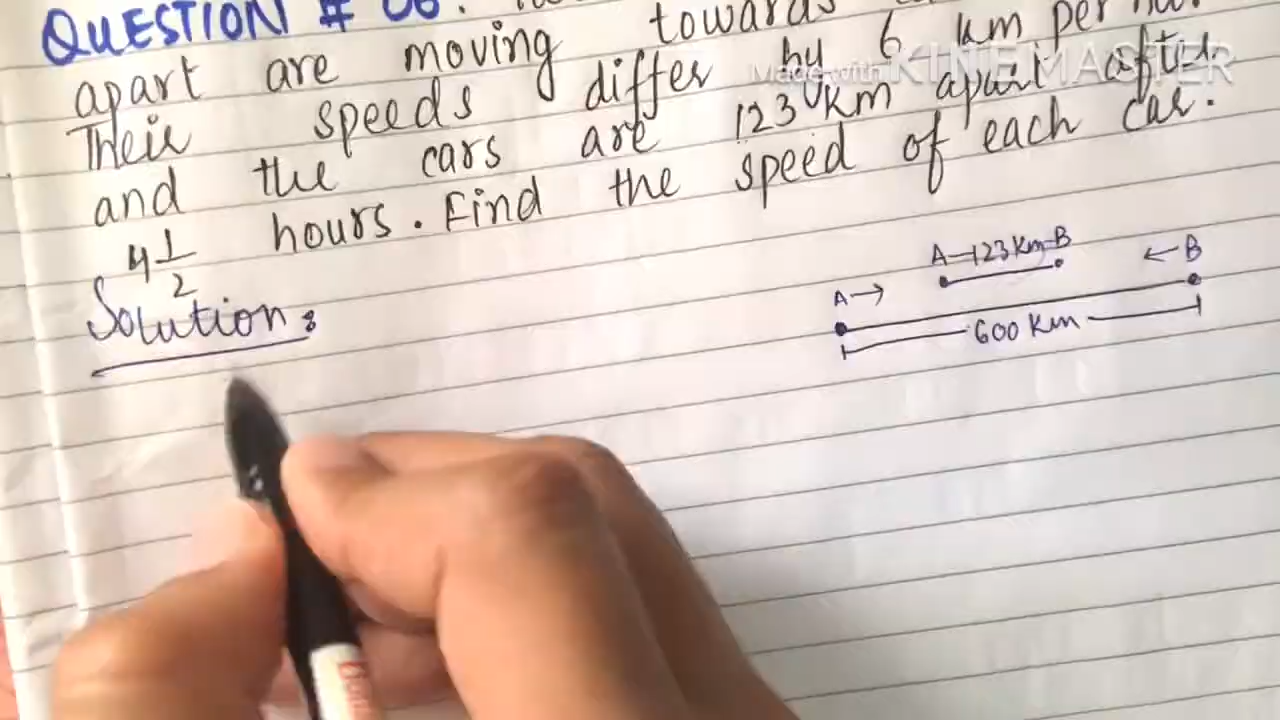 QUESTION # 06:
apart are moving towards
Their speeds differ by 6 km per
and the cars are 123 km apart after
4 1/2 hours. Find the speed of each car.
Solution:
A→
A—123 Km—B
←B
600 Km
Made with KINEMASTER